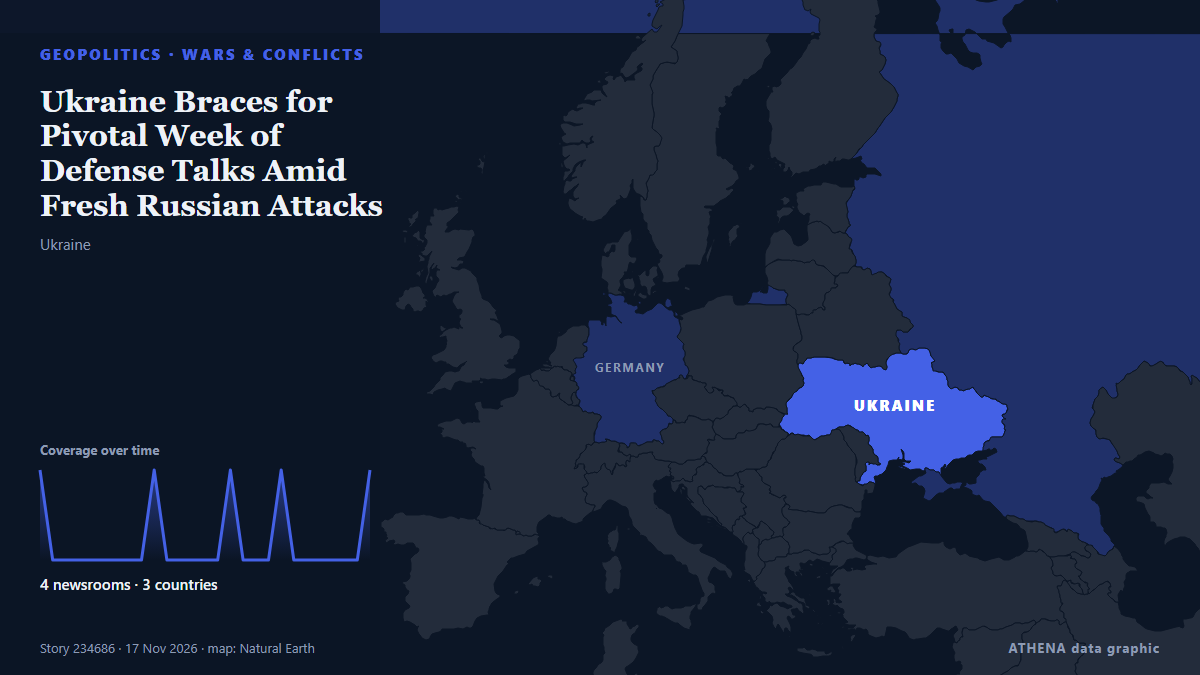 GEOPOLITICS · WARS & CONFLICTS
Ukraine Braces for
Pivotal Week of
Defense Talks Amid
Fresh Russian Attacks
Ukraine
GERMANY
UKRAINE
Coverage over time
4 newsrooms · 3 countries
Story 234686 · 17 Nov 2026 · map: Natural Earth
ATHENA data graphic